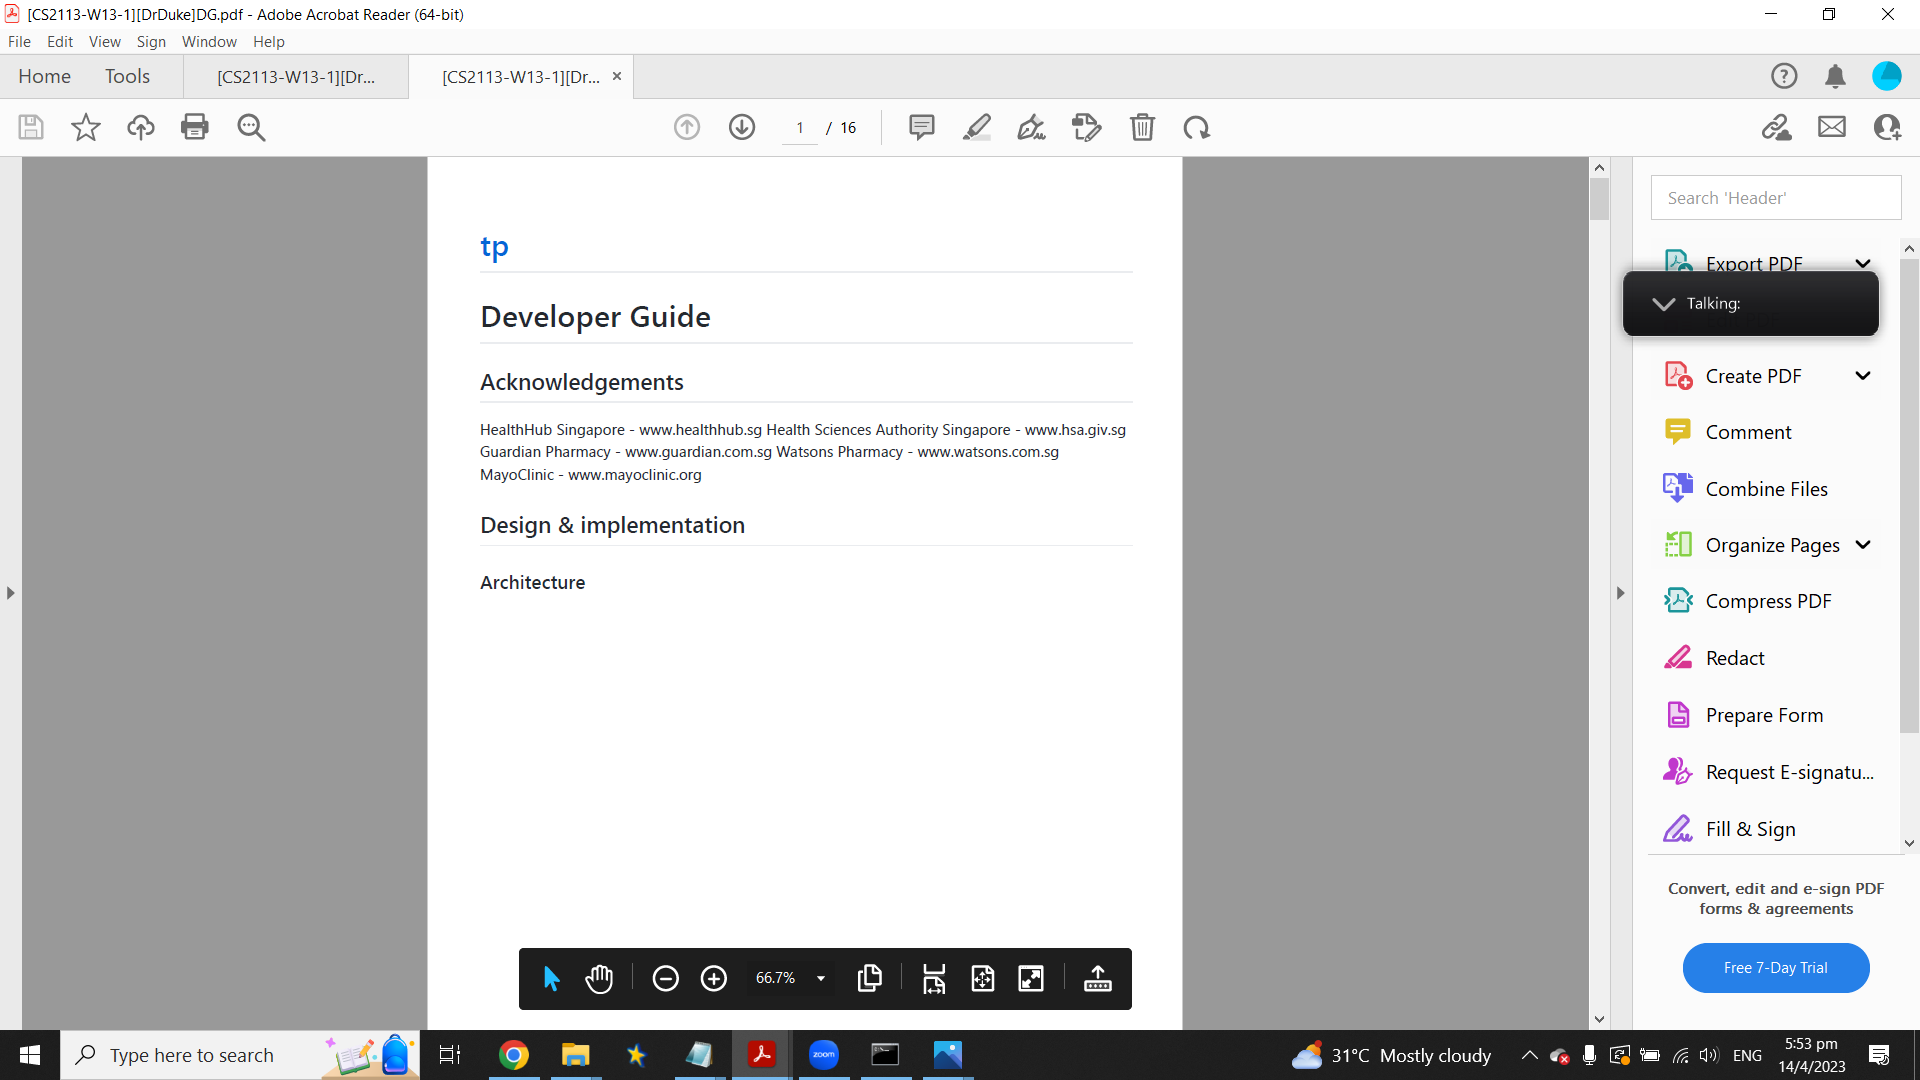 [CS2113-W13-1][DrDuke]DG.pdf - Adobe Acrobat Reader (64-bit)
File Edit View Sign Window Help
Home Tools [CS2113-W13-1][Dr... [CS2113-W13-1][Dr...
1 / 16
Search 'Header'
tp
Export PDF
Talking:
Developer Guide
Create PDF
Acknowledgements
HealthHub Singapore - www.healthhub.sg Health Sciences Authority Singapore - www.hsa.giv.sg
Guardian Pharmacy - www.guardian.com.sg Watsons Pharmacy - www.watsons.com.sg
MayoClinic - www.mayoclinic.org
Comment
Combine Files
Design & implementation
Organize Pages
Architecture
Compress PDF
Redact
Prepare Form
Request E-signatu...
Fill & Sign
Convert, edit and e-sign PDF
forms & agreements
Free 7-Day Trial
66.7%
Type here to search
zoom
31°C Mostly cloudy
ENG
5:53 pm
14/4/2023